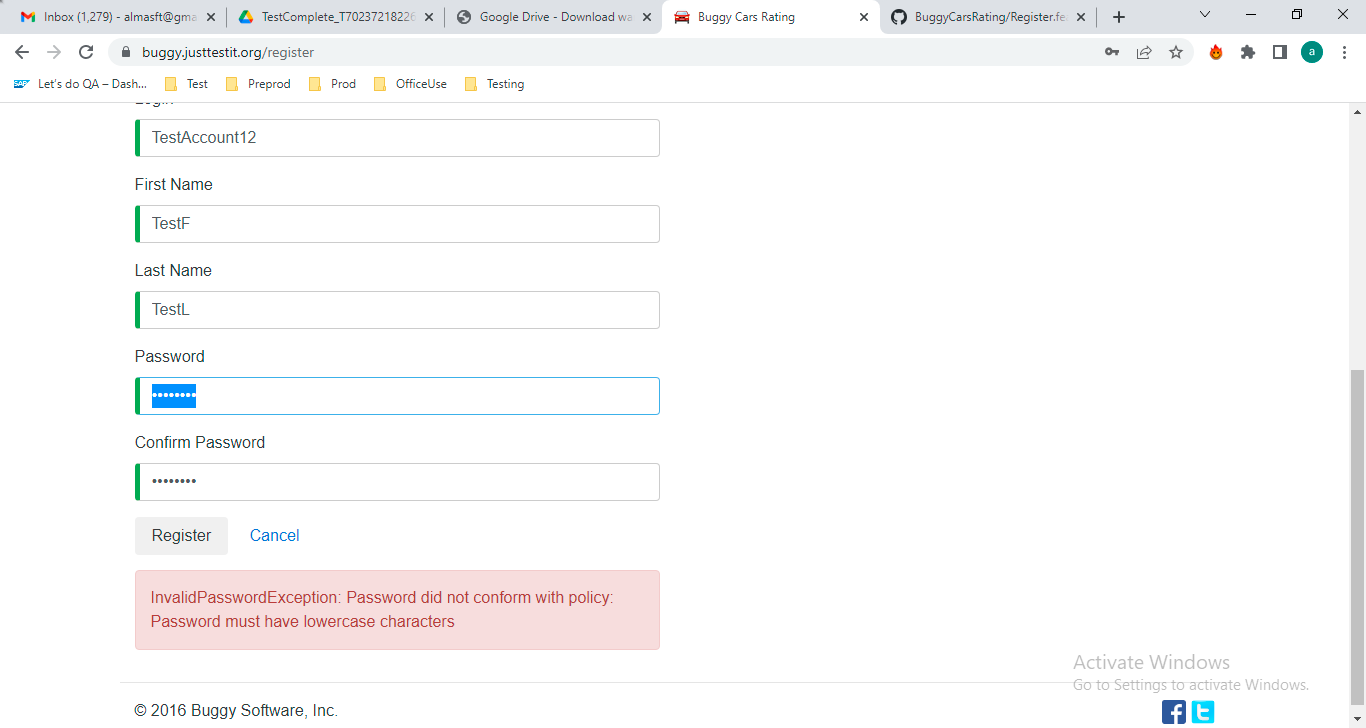 Inbox (1,279) - almasft@gma
TestComplete_T70237218226
Google Drive - Download wa
Buggy Cars Rating
BuggyCarsRating/Register.fe
buggy.justtestit.org/register
a
SAP Let's do QA – Dash...
Test
Preprod
Prod
OfficeUse
Testing
Login
TestAccount12
First Name
TestF
Last Name
TestL
Password
••••••••
Confirm Password
••••••••
Register
Cancel
InvalidPasswordException: Password did not conform with policy:
Password must have lowercase characters
Activate Windows
Go to Settings to activate Windows.
© 2016 Buggy Software, Inc.